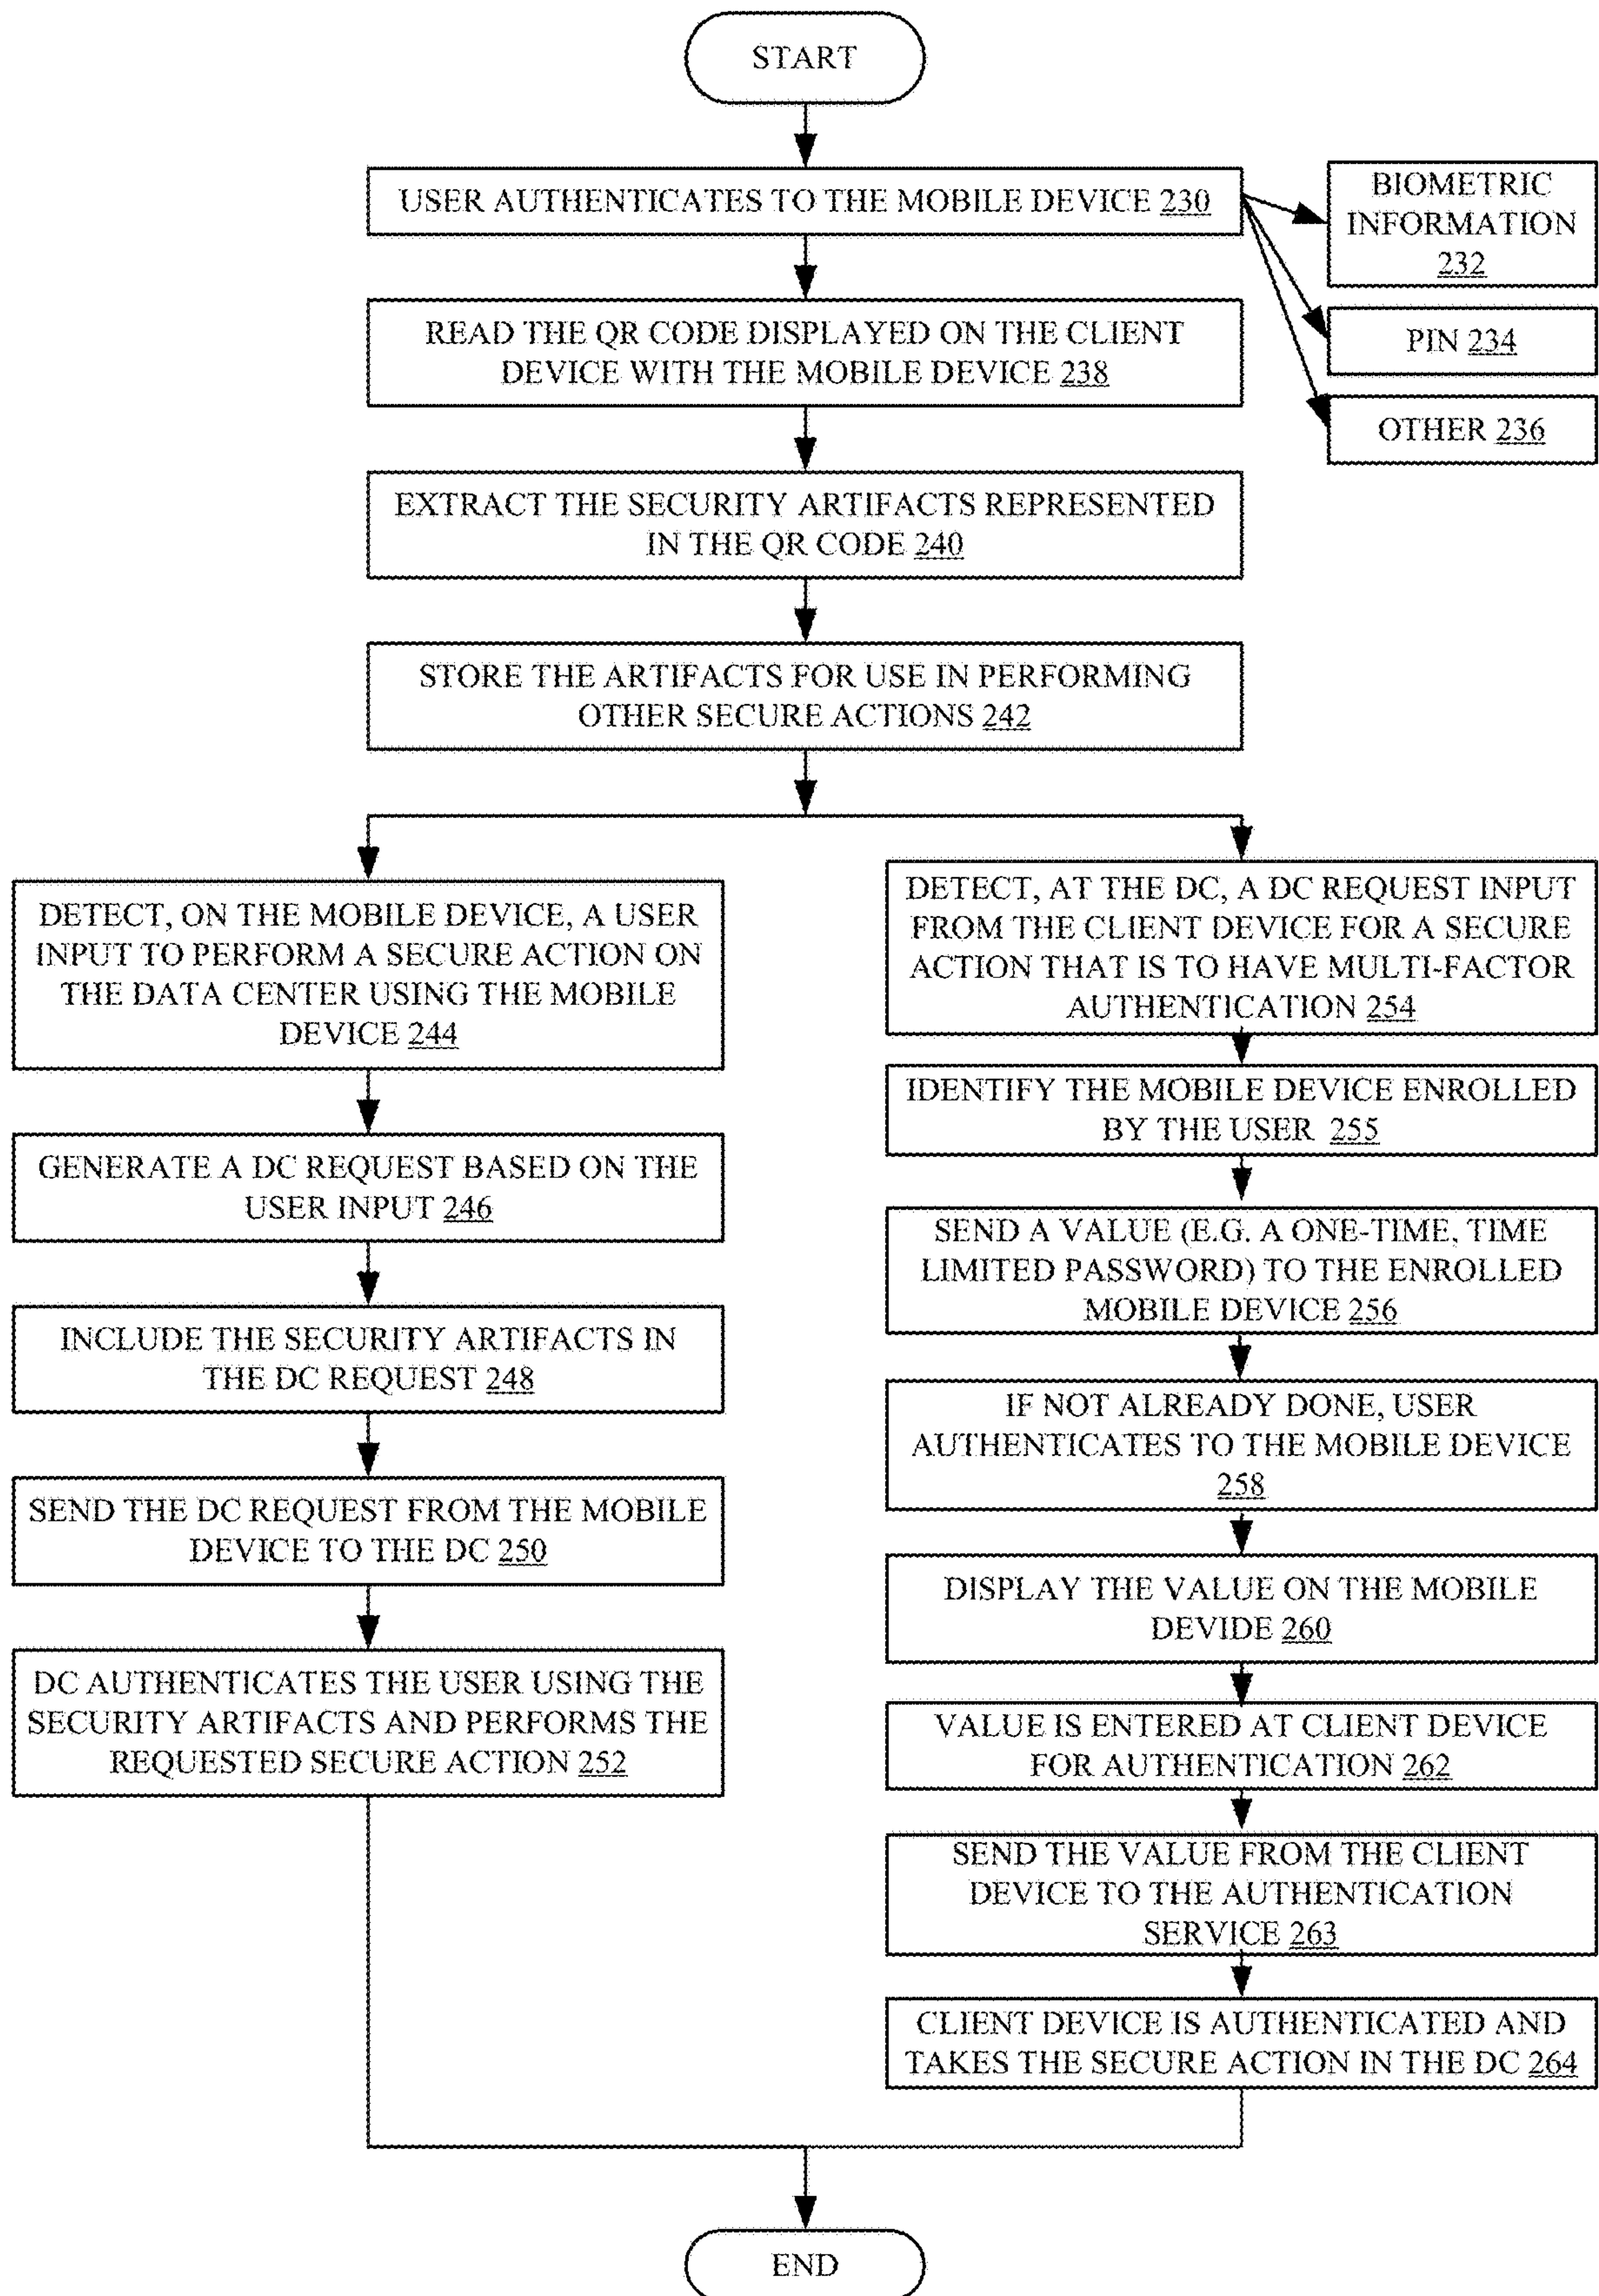 START
USER AUTHENTICATES TO THE MOBILE DEVICE 230
BIOMETRIC
INFORMATION
232
PIN 234
OTHER 236
READ THE QR CODE DISPLAYED ON THE CLIENT
DEVICE WITH THE MOBILE DEVICE 238
EXTRACT THE SECURITY ARTIFACTS REPRESENTED
IN THE QR CODE 240
STORE THE ARTIFACTS FOR USE IN PERFORMING
OTHER SECURE ACTIONS 242
DETECT, ON THE MOBILE DEVICE, A USER
INPUT TO PERFORM A SECURE ACTION ON
THE DATA CENTER USING THE MOBILE
DEVICE 244
GENERATE A DC REQUEST BASED ON THE
USER INPUT 246
INCLUDE THE SECURITY ARTIFACTS IN
THE DC REQUEST 248
SEND THE DC REQUEST FROM THE MOBILE
DEVICE TO THE DC 250
DC AUTHENTICATES THE USER USING THE
SECURITY ARTIFACTS AND PERFORMS THE
REQUESTED SECURE ACTION 252
DETECT, AT THE DC, A DC REQUEST INPUT
FROM THE CLIENT DEVICE FOR A SECURE
ACTION THAT IS TO HAVE MULTI-FACTOR
AUTHENTICATION 254
IDENTIFY THE MOBILE DEVICE ENROLLED
BY THE USER 255
SEND A VALUE (E.G. A ONE-TIME, TIME
LIMITED PASSWORD) TO THE ENROLLED
MOBILE DEVICE 256
IF NOT ALREADY DONE, USER
AUTHENTICATES TO THE MOBILE DEVICE
258
DISPLAY THE VALUE ON THE MOBILE
DEVIDE 260
VALUE IS ENTERED AT CLIENT DEVICE
FOR AUTHENTICATION 262
SEND THE VALUE FROM THE CLIENT
DEVICE TO THE AUTHENTICATION
SERVICE 263
CLIENT DEVICE IS AUTHENTICATED AND
TAKES THE SECURE ACTION IN THE DC 264
END